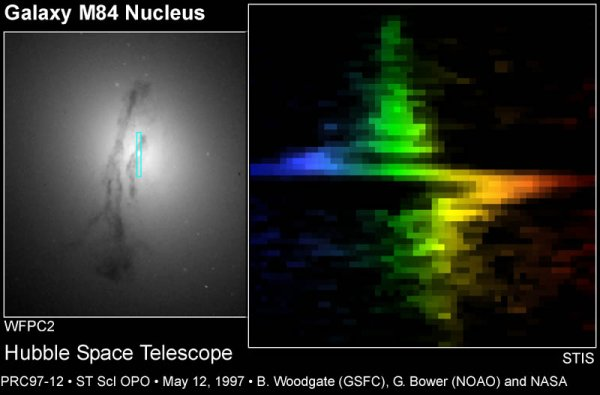 Galaxy M84 Nucleus
WFPC2
Hubble Space Telescope
STIS
PRC97-12 • ST ScI OPO • May 12, 1997 • B. Woodgate (GSFC), G. Bower (NOAO) and NASA